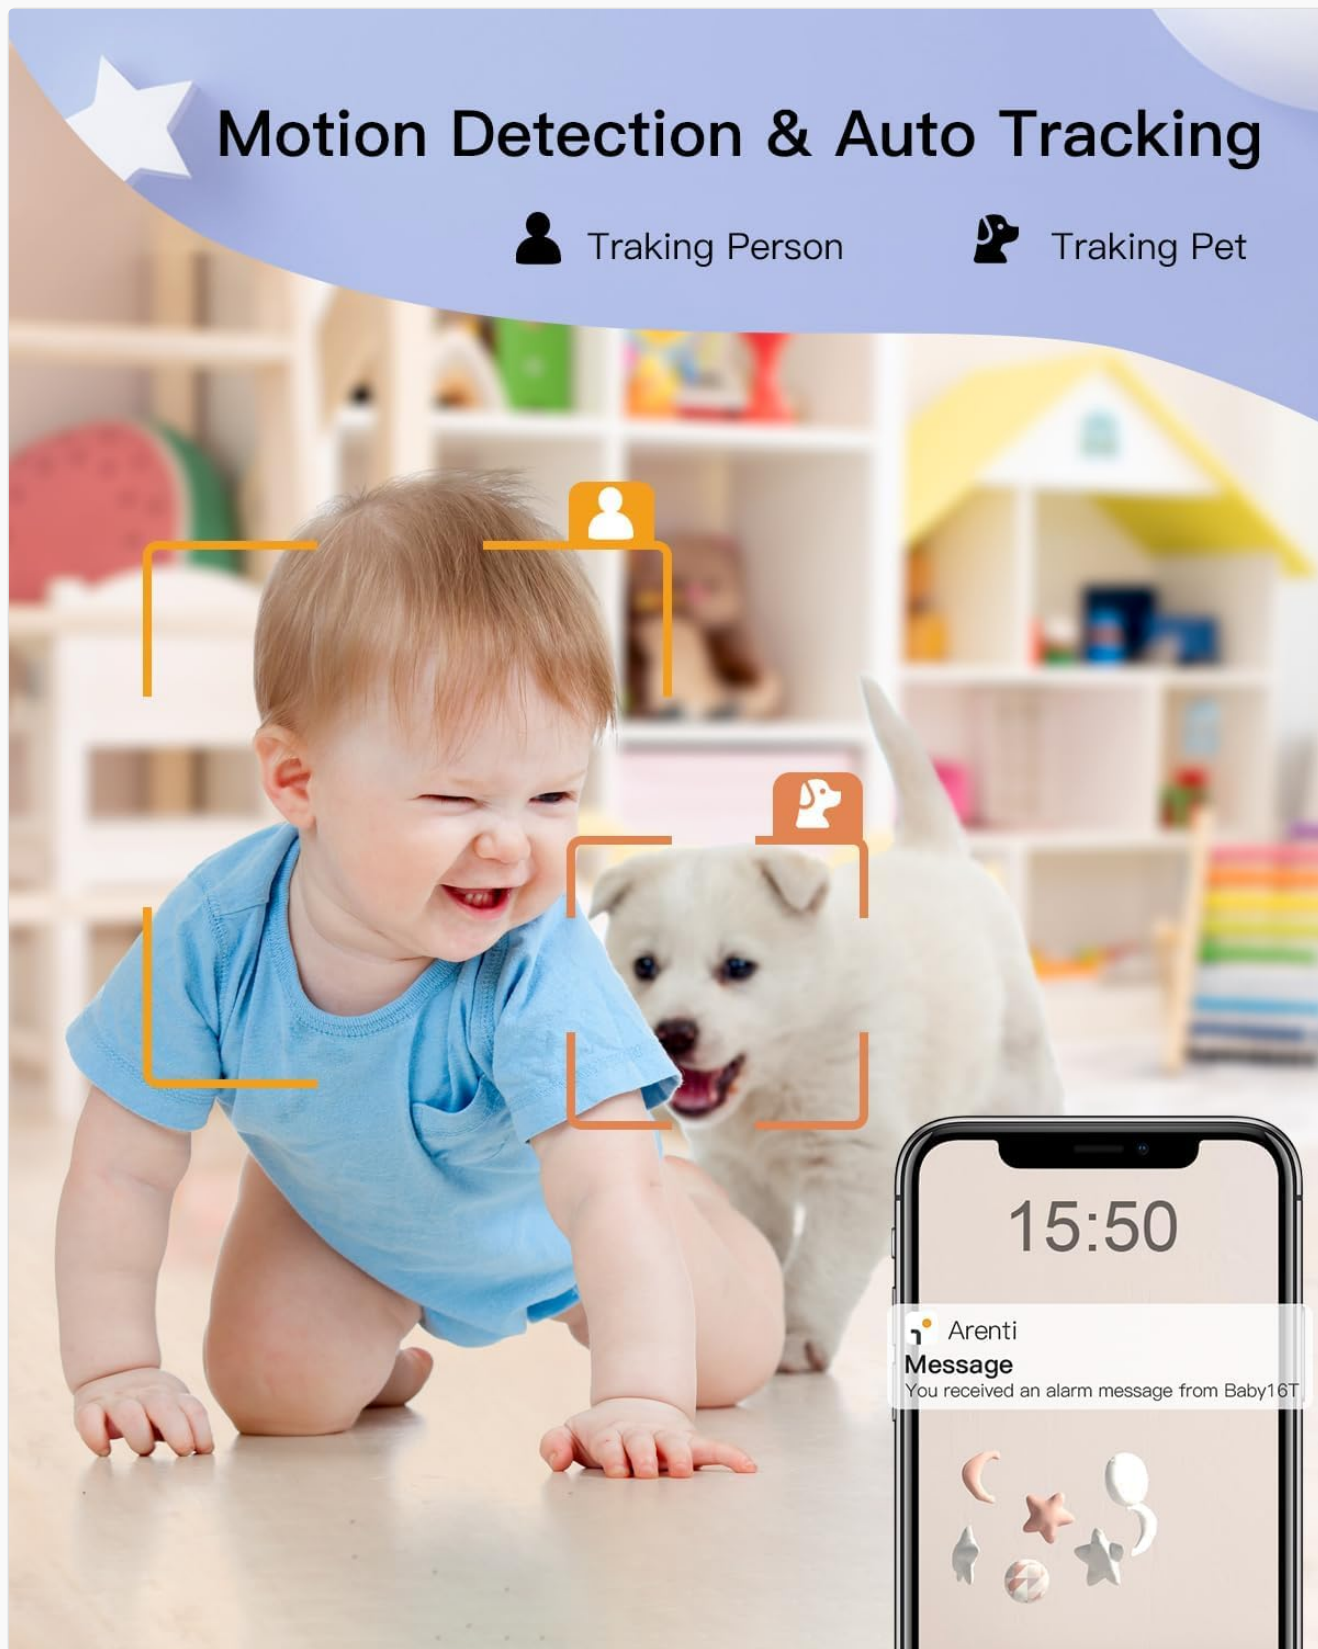 Motion Detection & Auto Tracking
Traking Person
Traking Pet
15:50
Arenti
Message
You received an alarm message from Baby16T